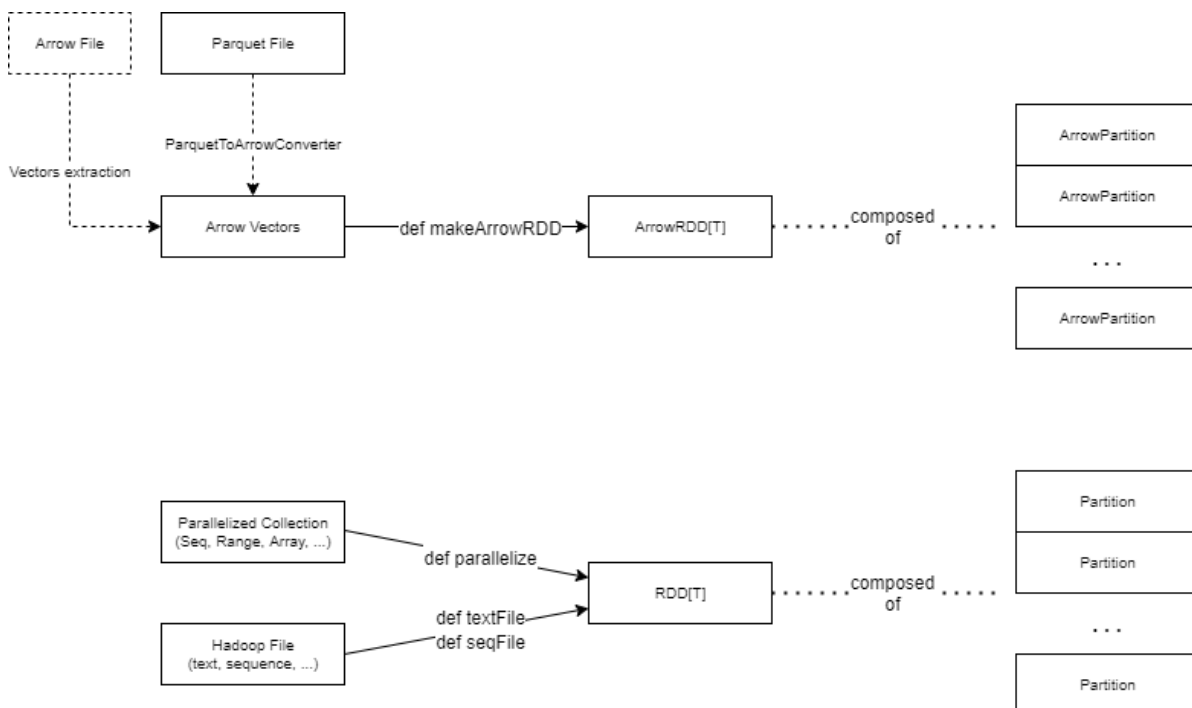 Arrow File
Parquet File
ParquetToArrowConverter
Vectors extraction
Arrow Vectors
def makeArrowRDD
ArrowRDD[T]
composed
of
ArrowPartition
ArrowPartition
...
ArrowPartition
Parallelized Collection
(Seq, Range, Array, ...)
def parallelize
Hadoop File
(text, sequence, ...)
def textFile
def seqFile
RDD[T]
composed
of
Partition
Partition
...
Partition